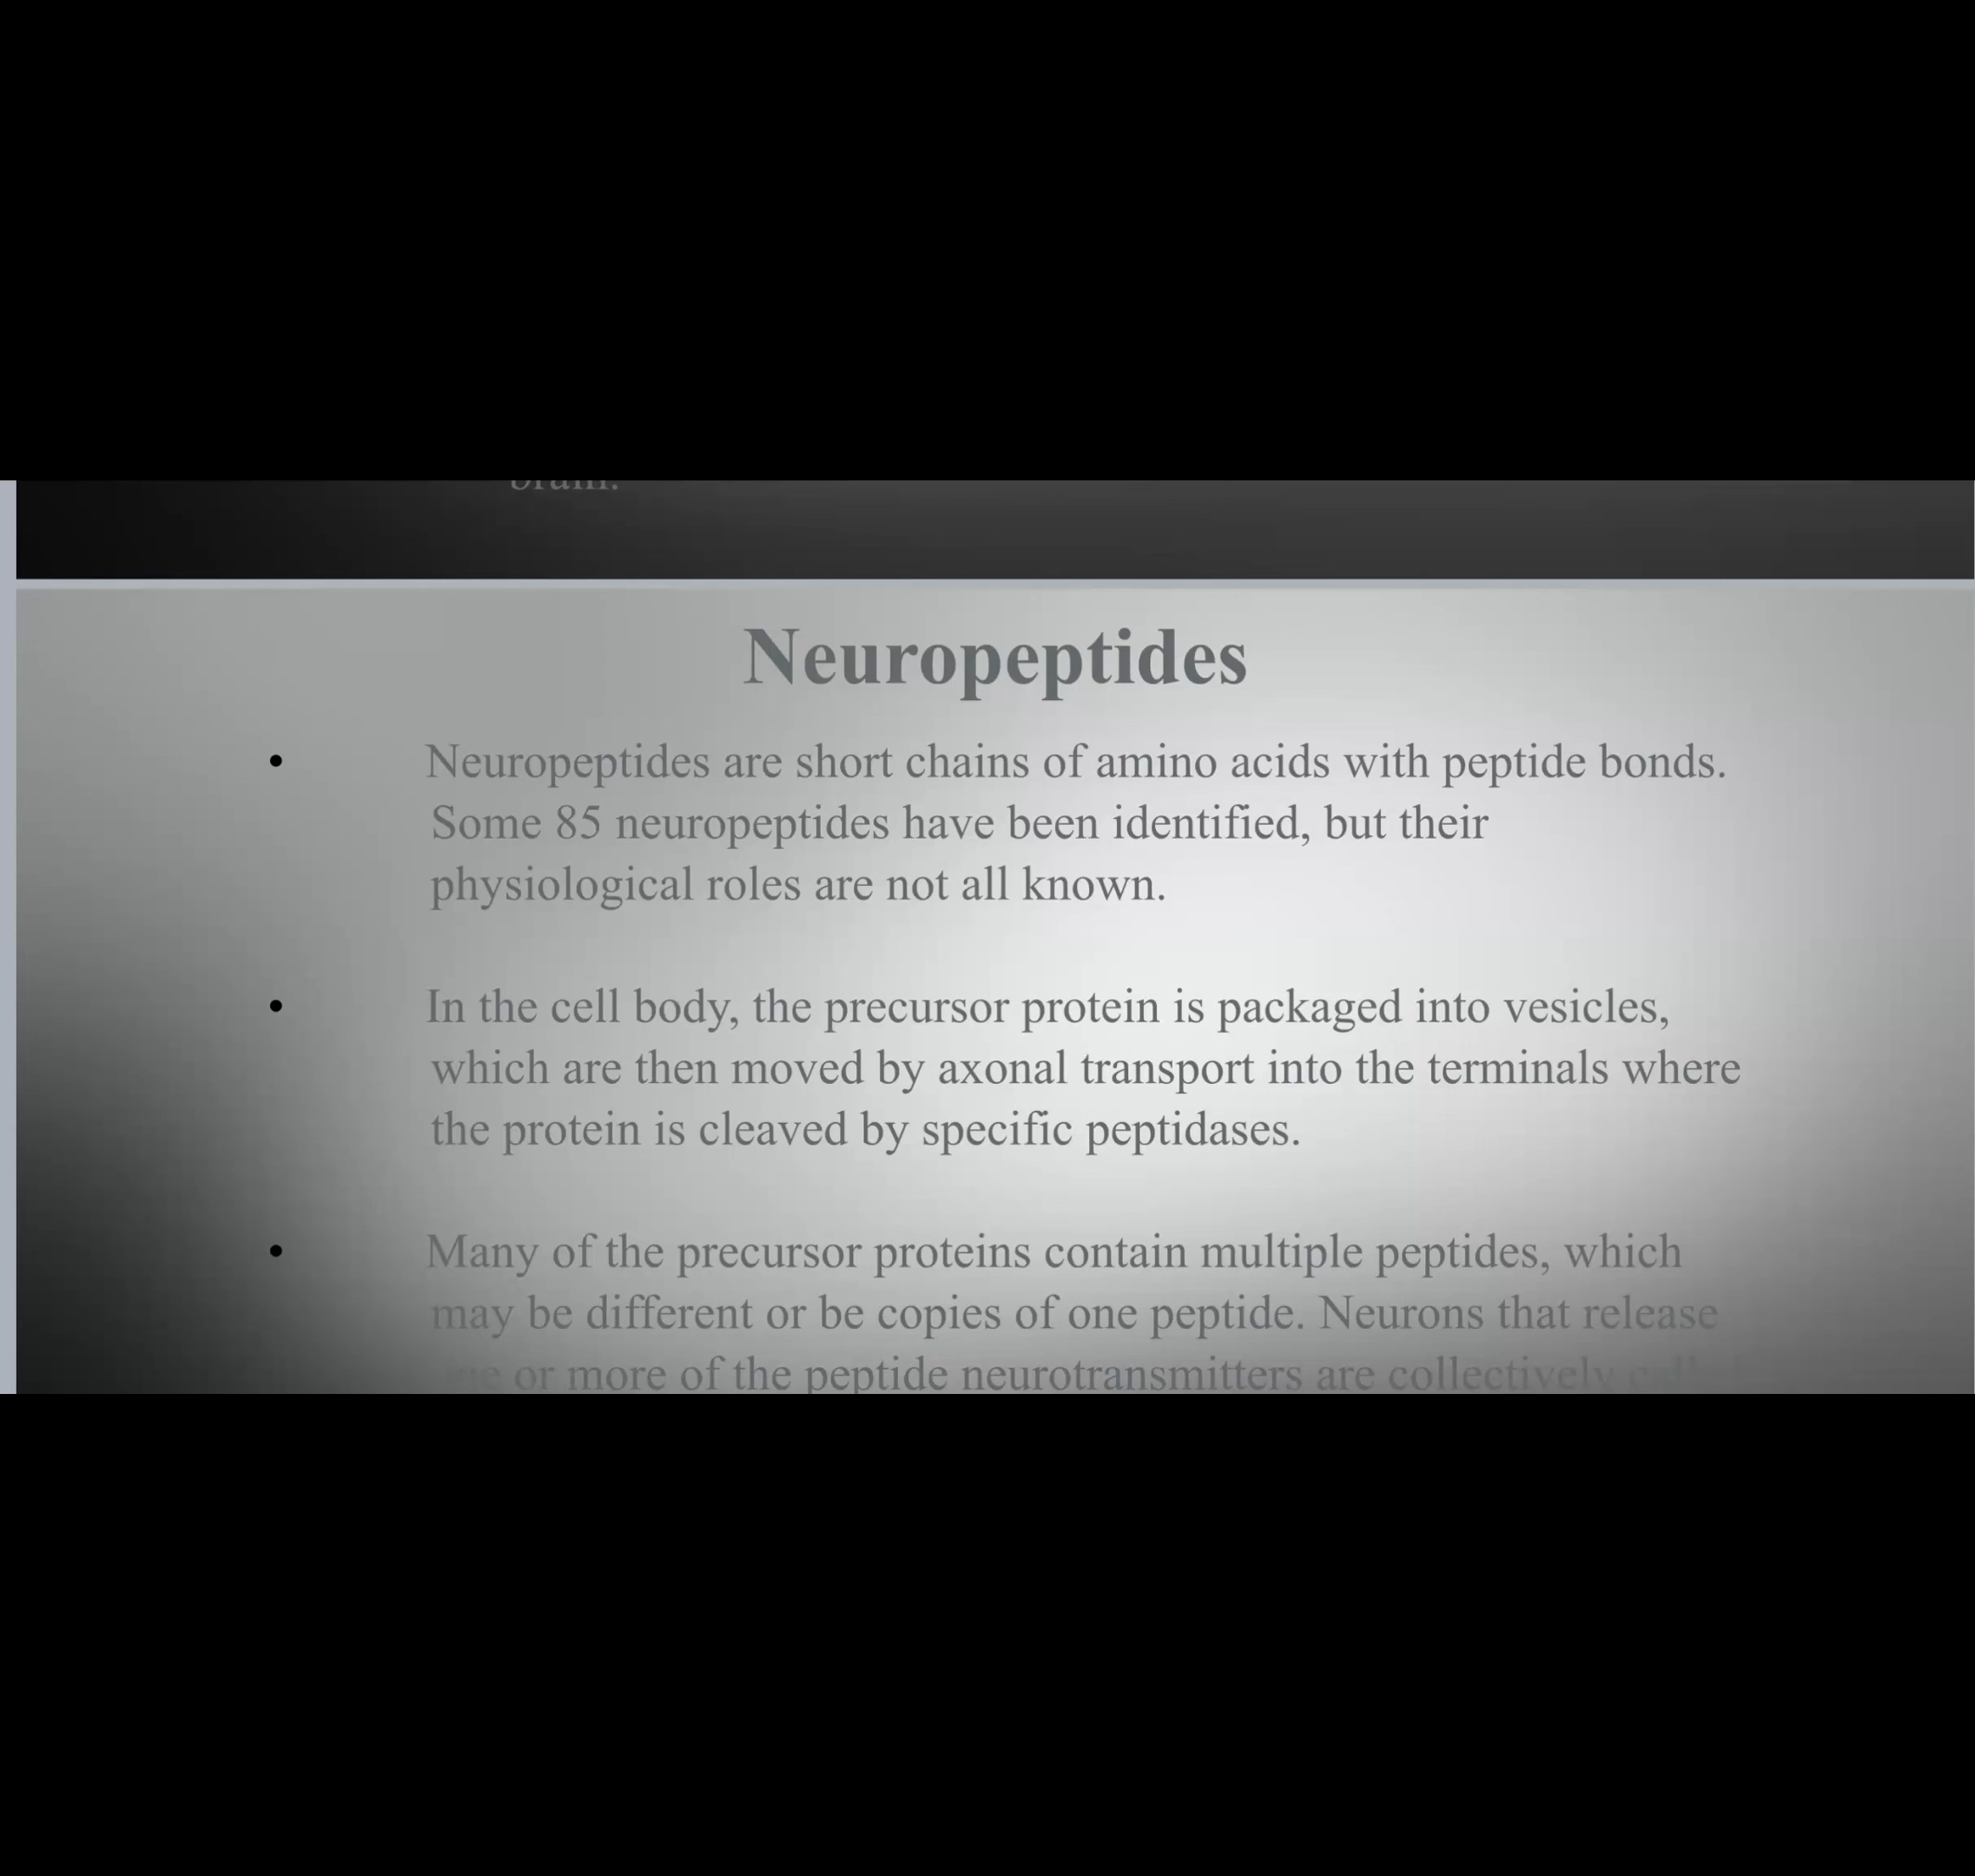 brain.
Neuropeptides
• Neuropeptides are short chains of amino acids with peptide bonds.
Some 85 neuropeptides have been identified, but their
physiological roles are not all known.
• In the cell body, the precursor protein is packaged into vesicles,
which are then moved by axonal transport into the terminals where
the protein is cleaved by specific peptidases.
• Many of the precursor proteins contain multiple peptides, which
may be different or be copies of one peptide. Neurons that release
or more of the peptide neurotransmitters are collectively